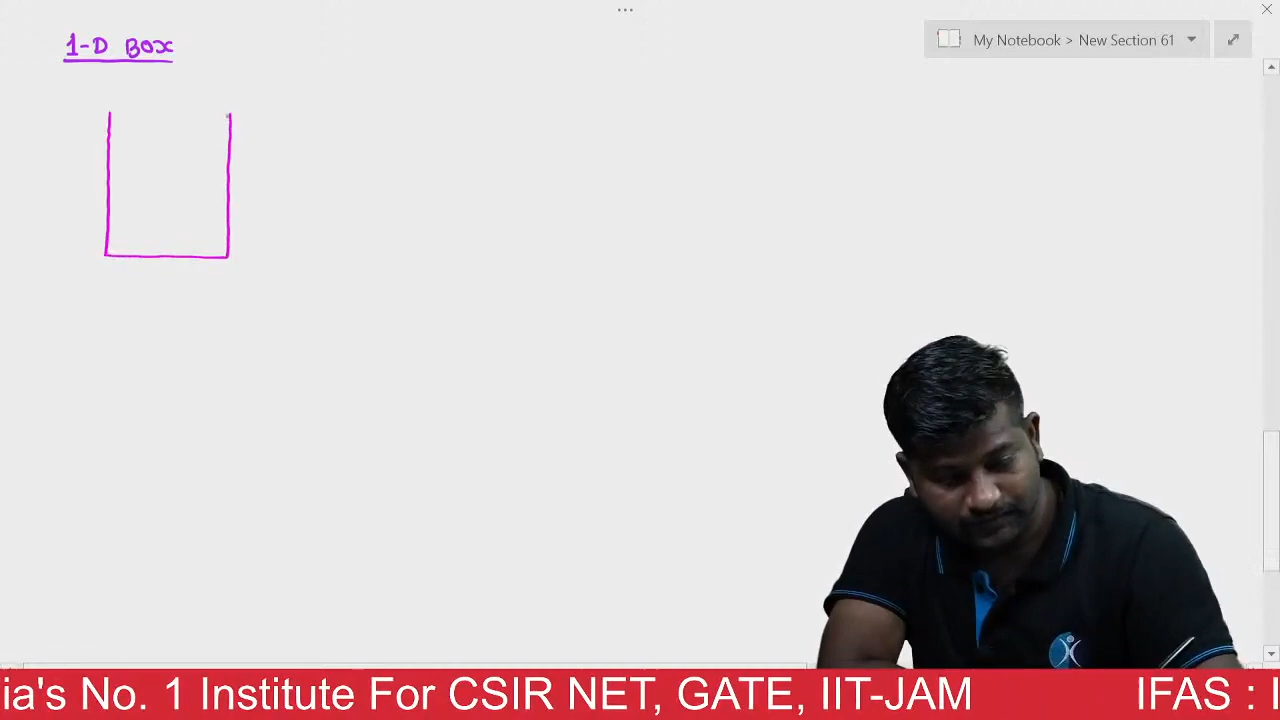 1-D BOX
My Notebook > New Section 61
ia's No. 1 Institute For CSIR NET, GATE, IIT-JAM IFAS : I